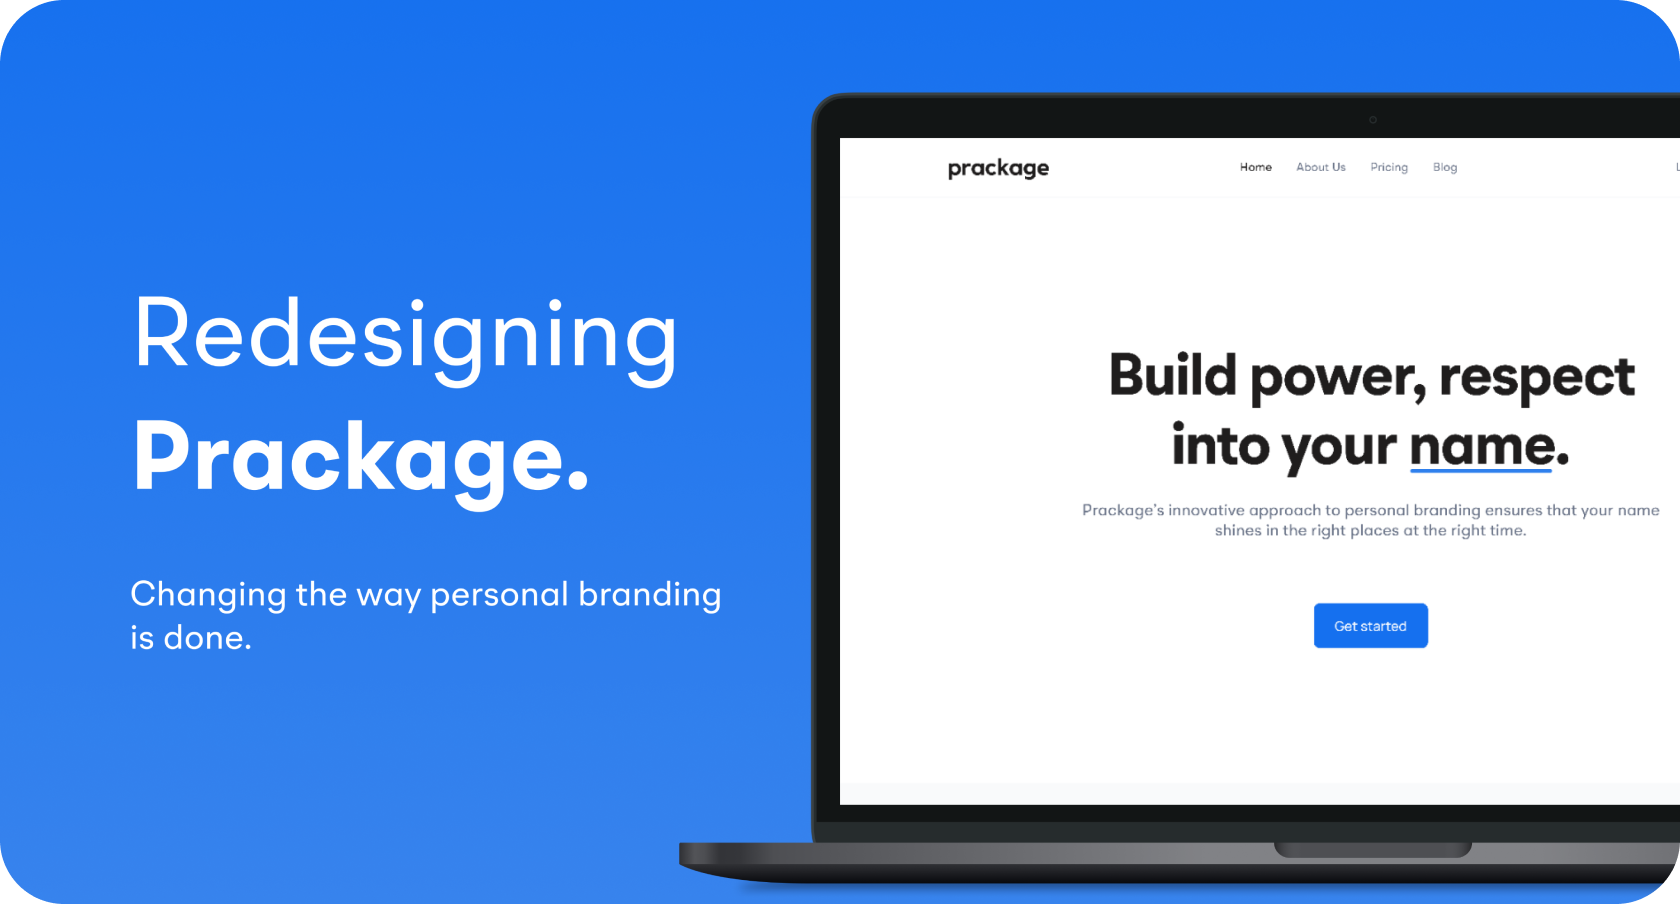 Redesigning
Prackage.
Changing the way personal branding
is done.
prackage
Home About Us Pricing Blog
Build power, respect
into your name.
Prackage's innovative approach to personal branding ensures that your name
shines in the right places at the right time.
Get started